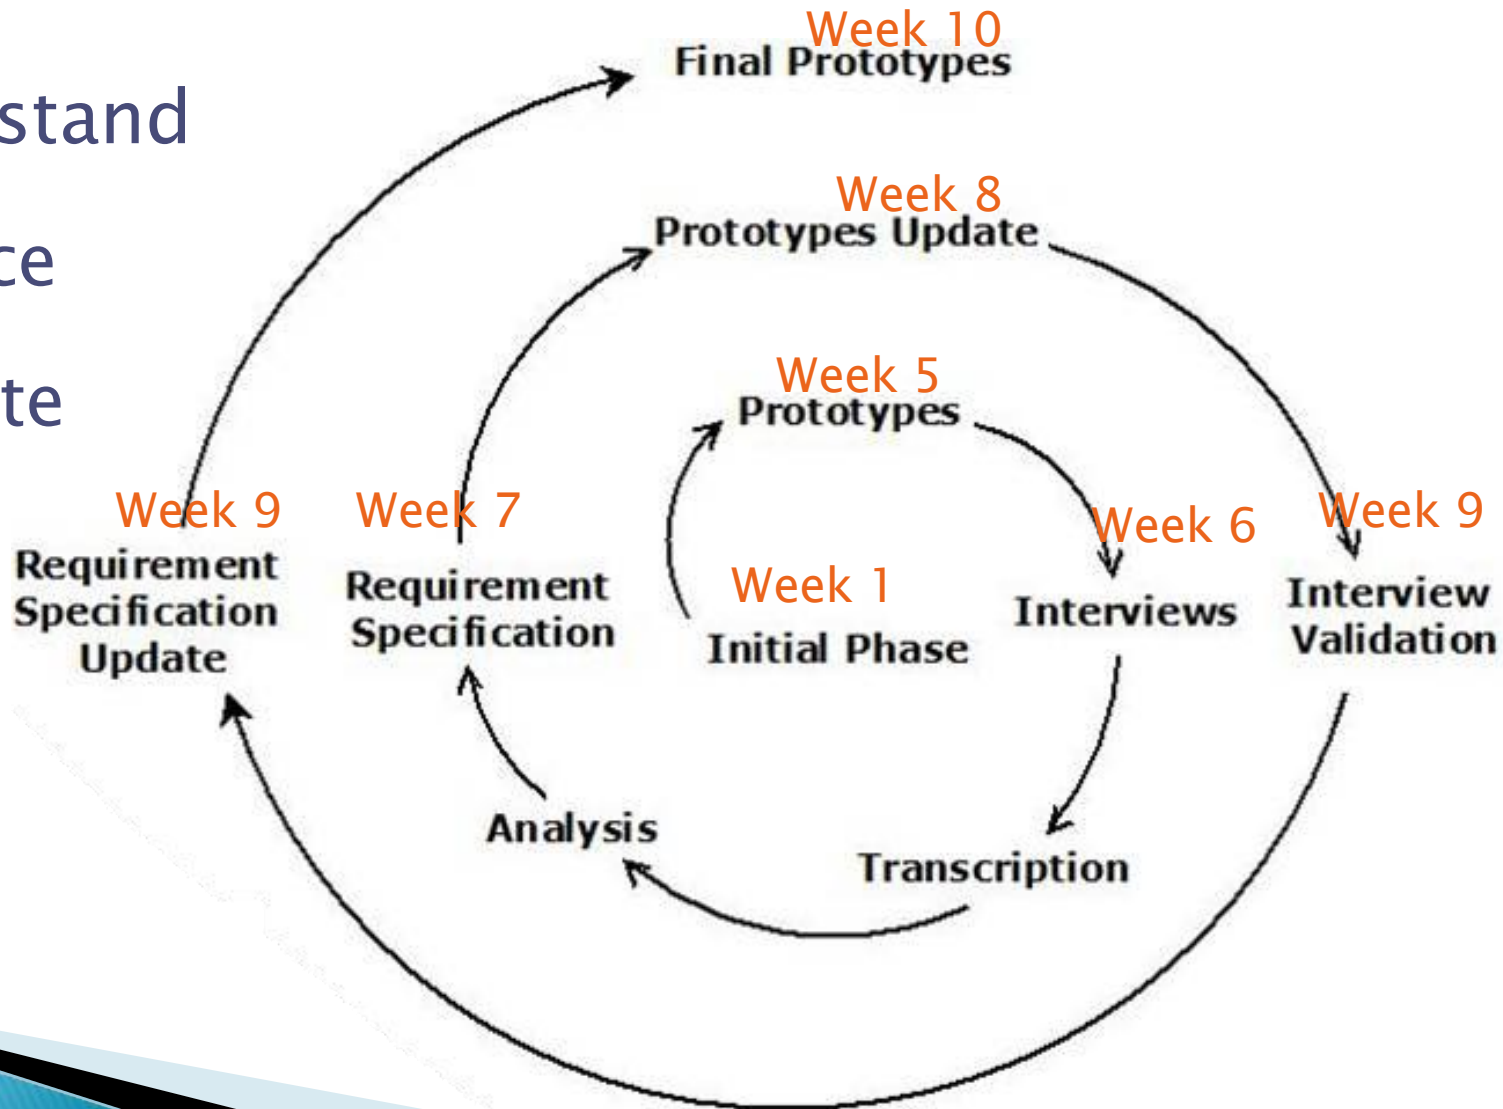 stand
ce
te
Week 10
Final Prototypes
Week 8
Prototypes Update
Week 5
Prototypes
Week 9
Requirement
Specification
Update
Week 7
Requirement
Specification
Week 1
Initial Phase
Week 6
Interviews
Week 9
Interview
Validation
Analysis
Transcription